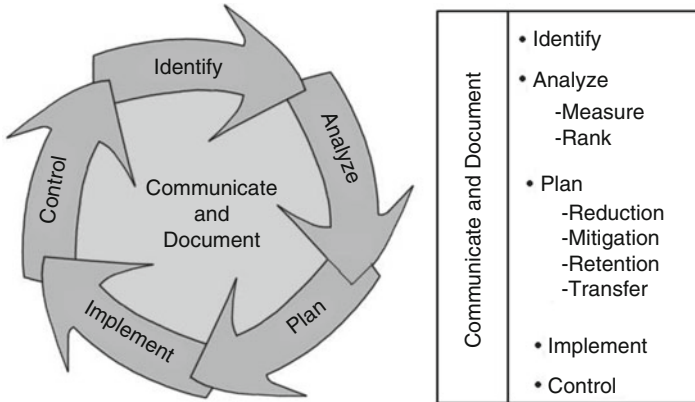 Identify
Analyze
Plan
Implement
Control
Communicate
and
Document
Communicate and Document
• Identify
• Analyze
-Measure
-Rank
• Plan
-Reduction
-Mitigation
-Retention
-Transfer
• Implement
• Control